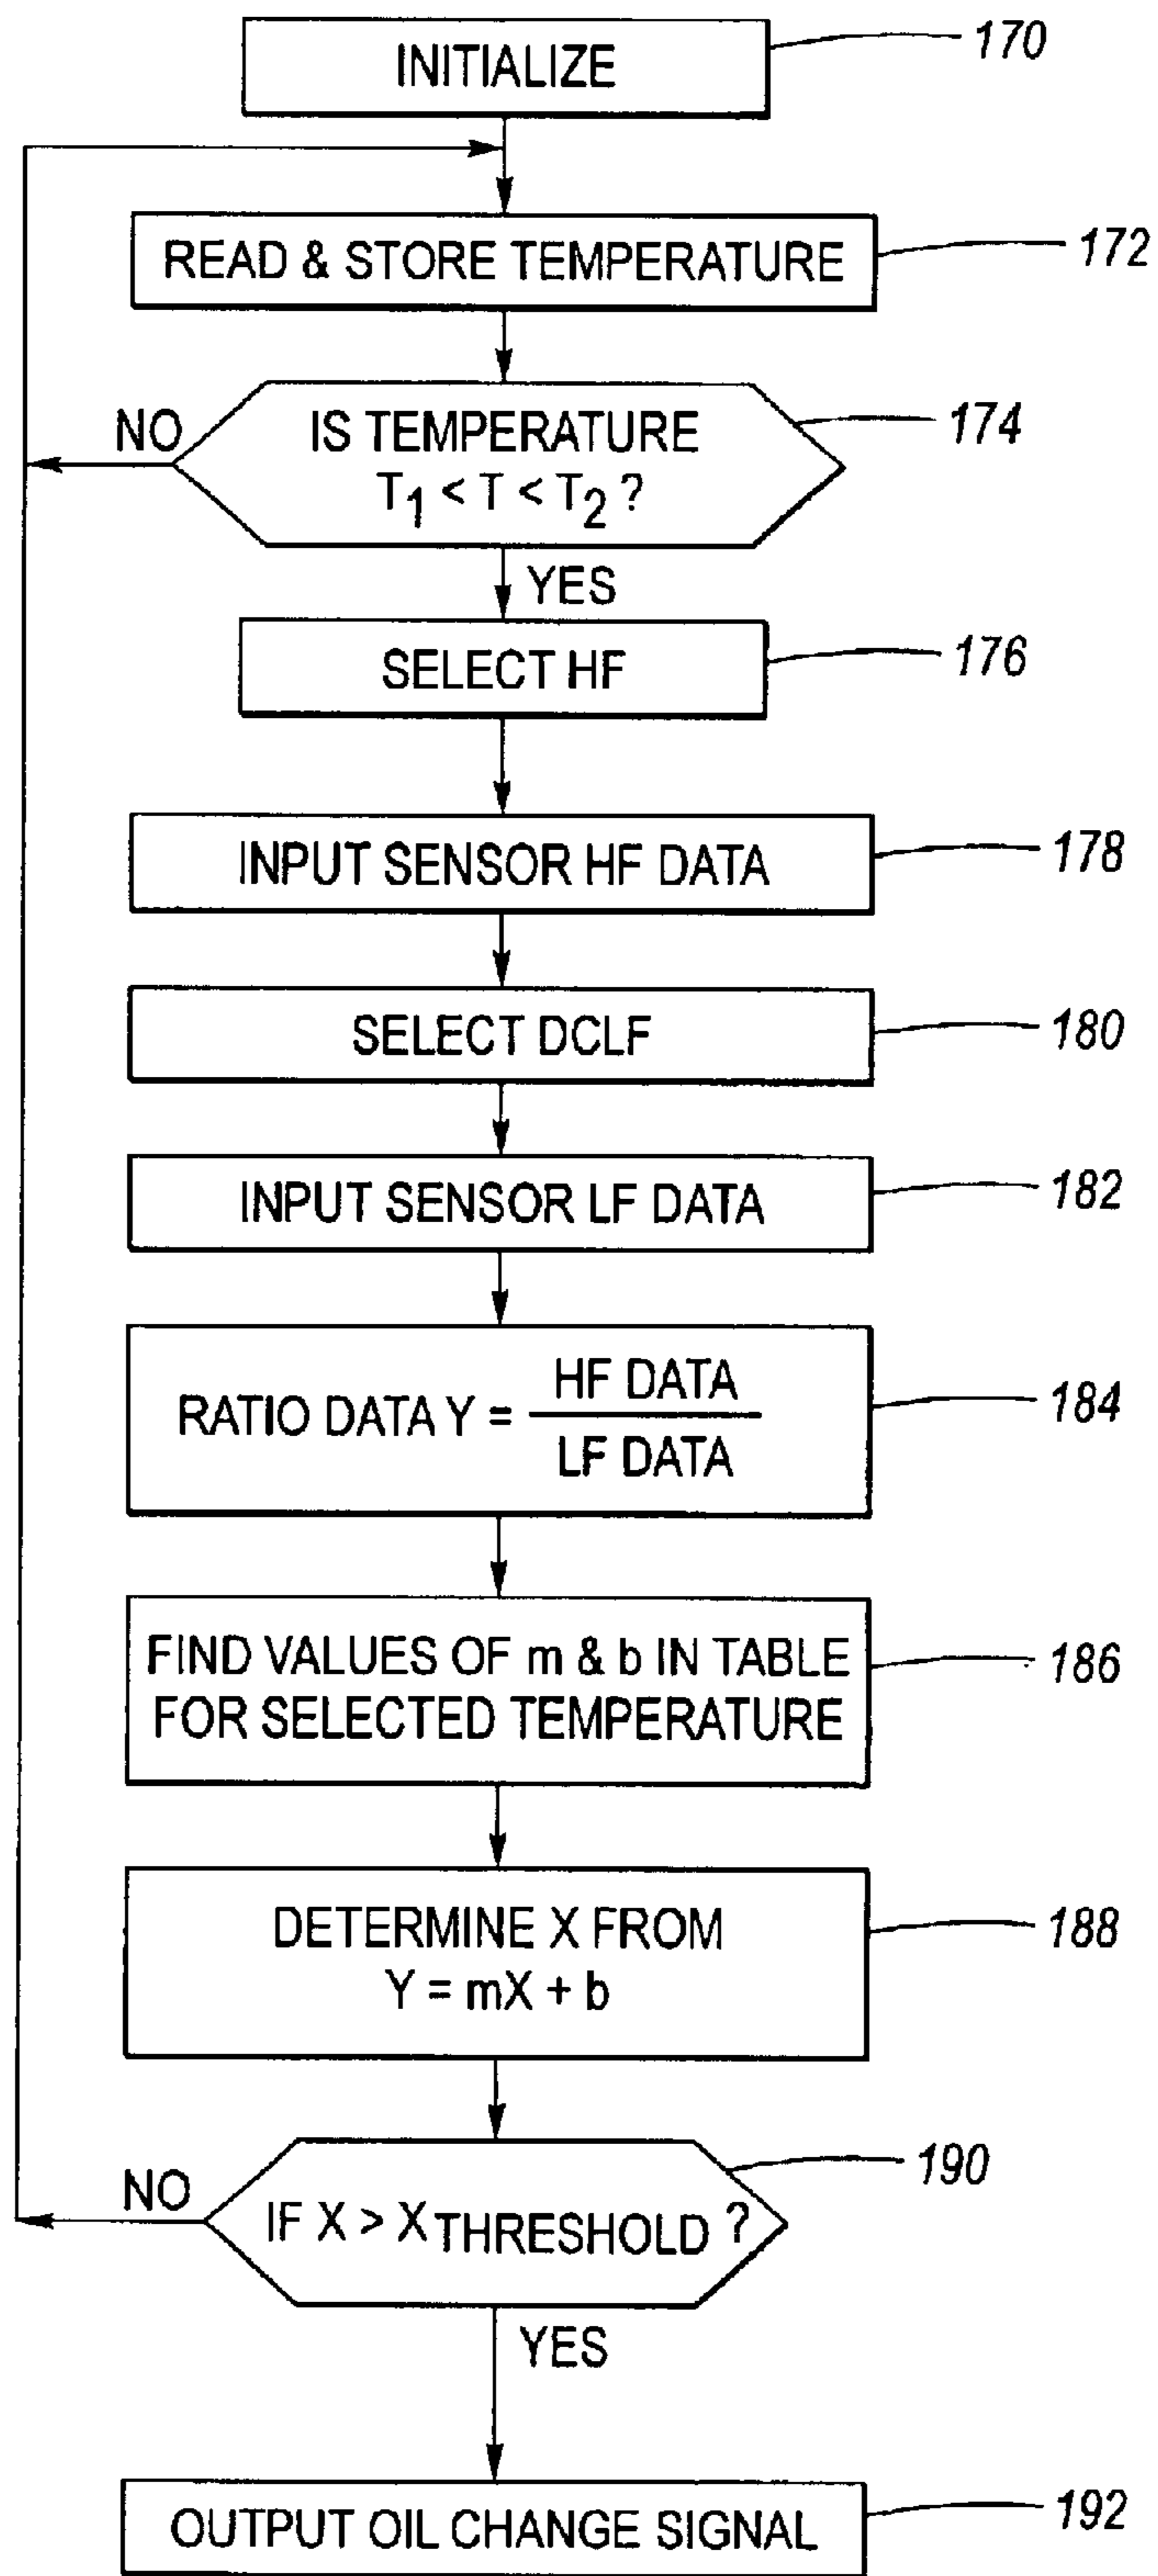 INITIALIZE
170
READ & STORE TEMPERATURE
172
IS TEMPERATURE
T1 < T < T2 ?
174
NO
YES
SELECT HF
176
INPUT SENSOR HF DATA
178
SELECT DCLF
180
INPUT SENSOR LF DATA
182
RATIO DATA Y = HF DATA
LF DATA
184
FIND VALUES OF m & b IN TABLE
FOR SELECTED TEMPERATURE
186
DETERMINE X FROM
Y = mX + b
188
IF X > XTHRESHOLD ?
190
NO
YES
OUTPUT OIL CHANGE SIGNAL
192